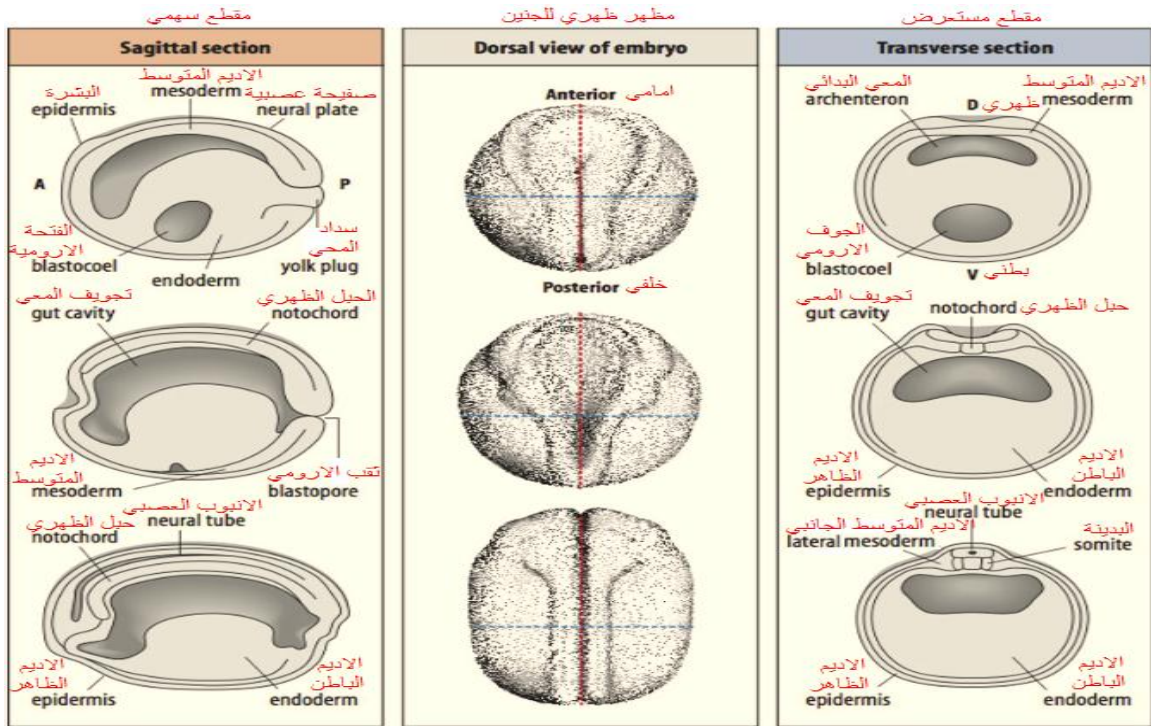 مقطع سهمي
Sagittal section
الاديم المتوسط
mesoderm
البشرة
epidermis
صفيحة عصبية
neural plate
A
P
الفتحة
الارومية
blastocoel
endoderm
سداد
المحي
yolk plug
تجويف المعي
gut cavity
الحبل الظهري
notochord
الاديم
المتوسط
mesoderm
ثقب الارومي
blastopore
الانبوب العصبي
neural tube
حبل الظهري
notochord
الاديم
الظاهر
epidermis
الاديم
الباطن
endoderm
مظهر ظهري للجنين
Dorsal view of embryo
Anterior امامي
Posterior خلفي
مقطع مستعرض
Transverse section
المعي البدائي
archenteron
D ظهري
الاديم المتوسط
mesoderm
الجوف
الارومي
blastocoel
بطني
V
تجويف المعي
gut cavity
notochord حبل الظهري
الاديم
الظاهر
epidermis
الاديم
الباطن
endoderm
الانبوب العصبي
neural tube
الاديم المتوسط الجانبي
lateral mesoderm
البدينة
somite
الاديم
الظاهر
epidermis
الاديم
الباطن
endoderm